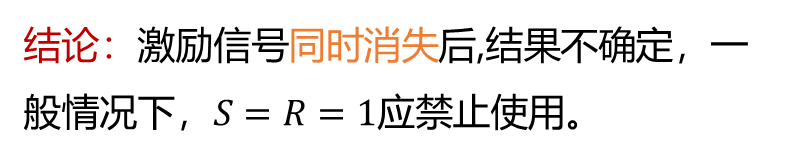 结论：激励信号同时消失后,结果不确定，一
般情况下，S = R = 1应禁止使用。